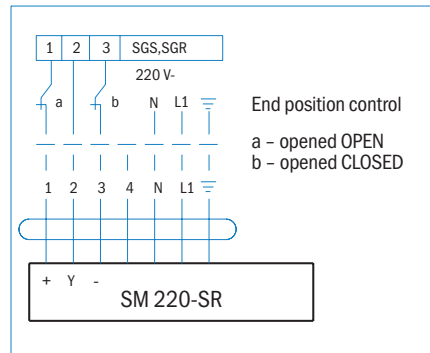 1 2 3 SGS,SGR
220 V-
a b N L1
End position control
a – opened OPEN
b – opened CLOSED
1 2 3 4 N L1
+ Y -
SM 220-SR